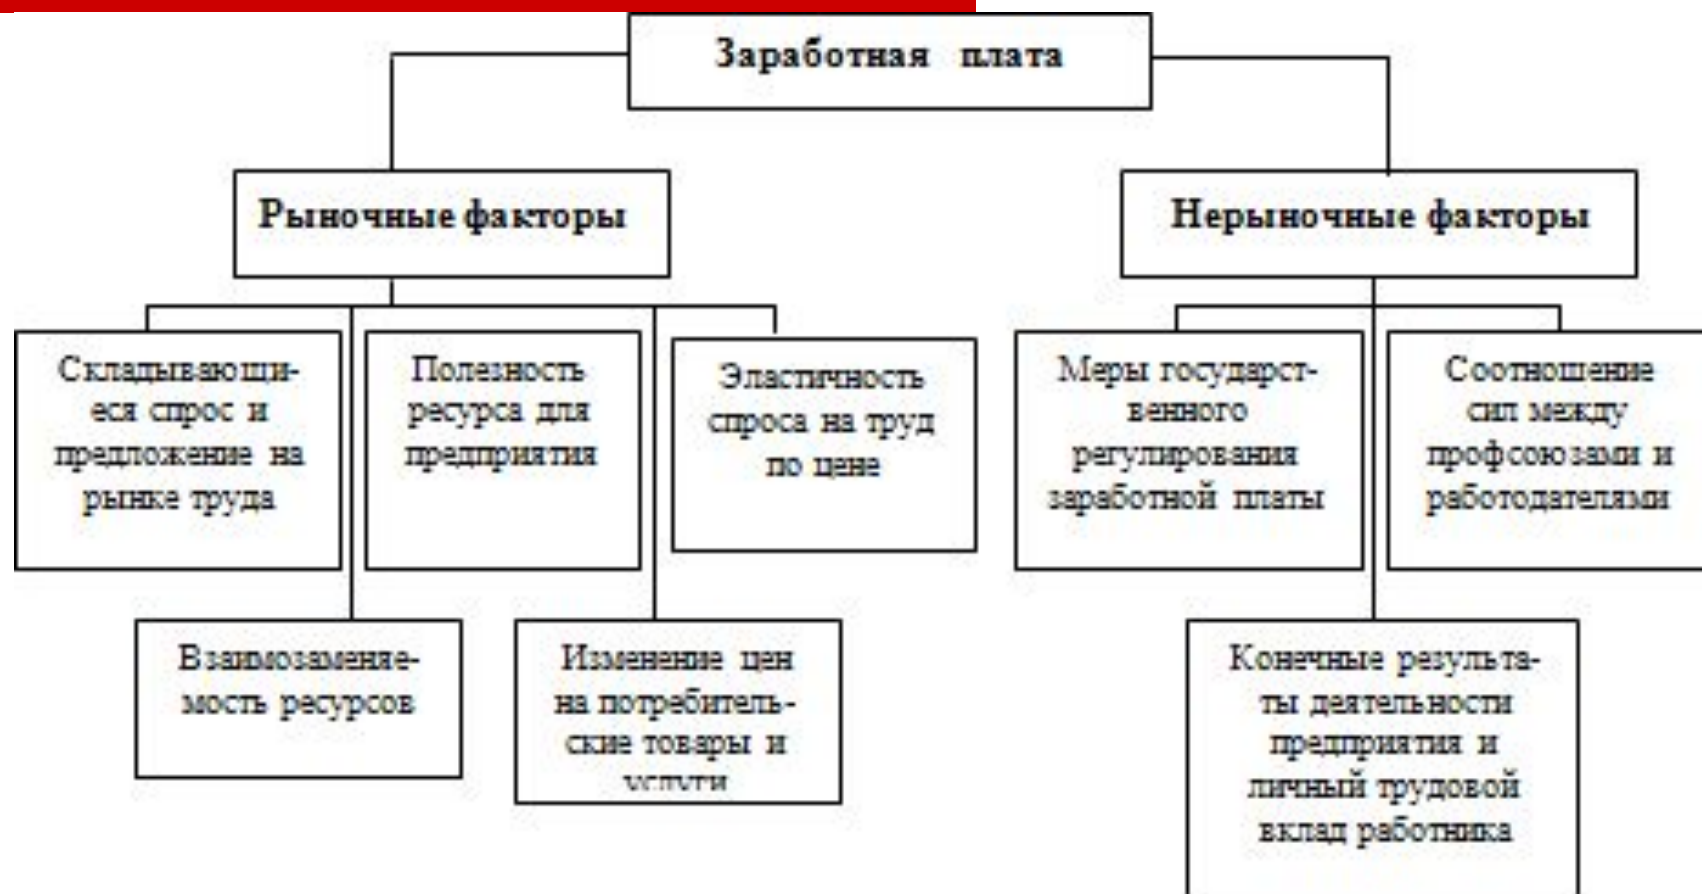 Заработная плата
Рыночные факторы
Нерыночные факторы
Складывающи-
еся спрос и
предложение на
рынке труда
Полезность
ресурса для
предприятия
Эластичность
спроса на труд
по цене
Меры государст-
венного
регулирования
заработной платы
Соотношение
сил между
профсоюзами и
работодателями
Взаимозаменяе-
мость ресурсов
Изменение цен
на потребитель-
ские товары и
услуги
Конечные результа-
ты деятельности
предприятия и
личный трудовой
вклад работника